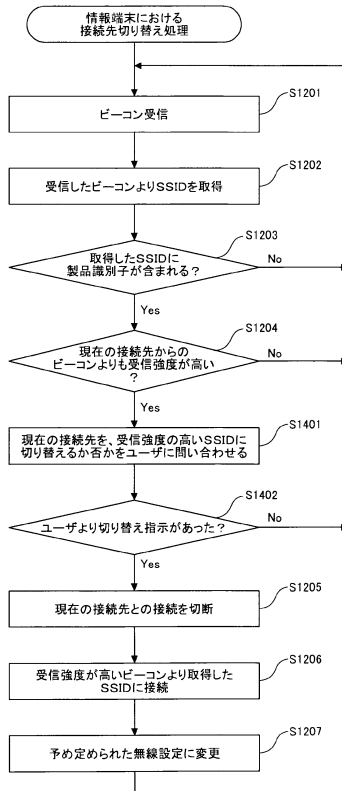 情報端末における
接続先切り替え処理
S1201
ビーコン受信
S1202
受信したビーコンよりSSIDを取得
S1203
取得したSSIDに
製品識別子が含まれる？
No
Yes
S1204
現在の接続先からの
ビーコンよりも受信強度が高い
？
No
Yes
S1401
現在の接続先を、受信強度の高いSSIDに
切り替えるか否かをユーザに問い合わせる
S1402
ユーザより切り替え指示があった？
No
Yes
S1205
現在の接続先との接続を切断
S1206
受信強度が高いビーコンより取得した
SSIDに接続
S1207
予め定められた無線設定に変更